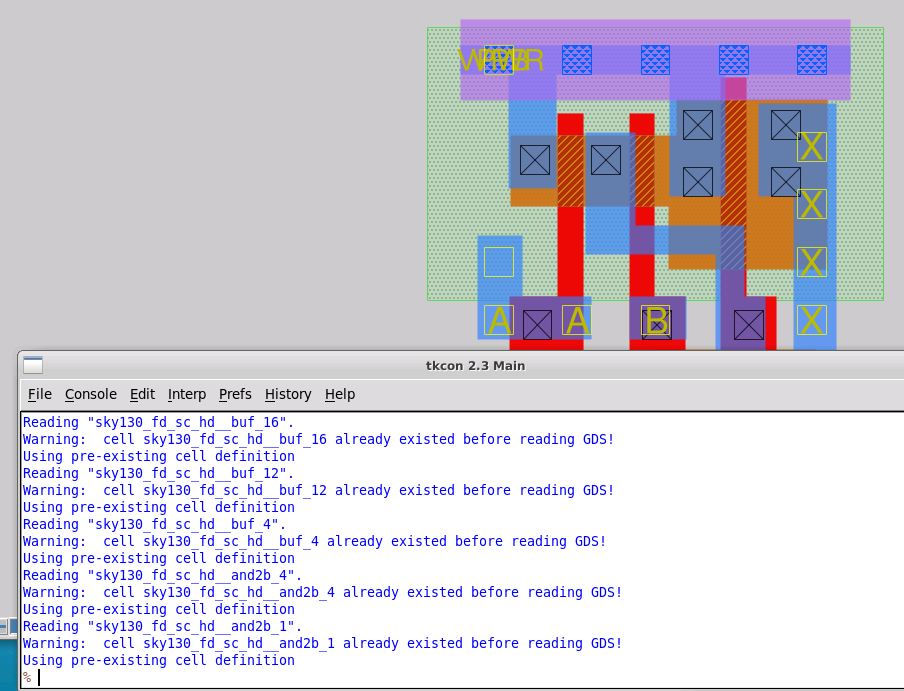 X
X
X
A A B X
tkcon 2.3 Main
File Console Edit Interp Prefs History Help
Reading "sky130_fd_sc_hd__buf_16".
Warning:  cell sky130_fd_sc_hd__buf_16 already existed before reading GDS!
Using pre-existing cell definition
Reading "sky130_fd_sc_hd__buf_12".
Warning:  cell sky130_fd_sc_hd__buf_12 already existed before reading GDS!
Using pre-existing cell definition
Reading "sky130_fd_sc_hd__buf_4".
Warning:  cell sky130_fd_sc_hd__buf_4 already existed before reading GDS!
Using pre-existing cell definition
Reading "sky130_fd_sc_hd__and2b_4".
Warning:  cell sky130_fd_sc_hd__and2b_4 already existed before reading GDS!
Using pre-existing cell definition
Reading "sky130_fd_sc_hd__and2b_1".
Warning:  cell sky130_fd_sc_hd__and2b_1 already existed before reading GDS!
Using pre-existing cell definition
%